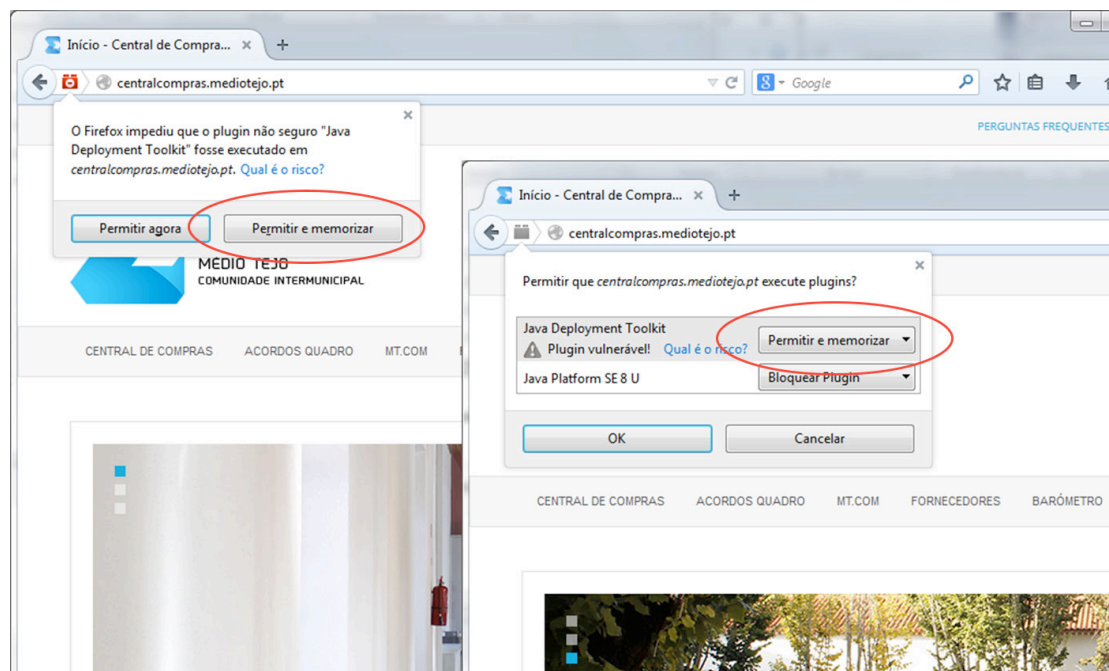 Início - Central de Compra...
centralcompras.mediotejo.pt
Google
PERGUNTAS FREQUENTES
O Firefox impediu que o plugin não seguro "Java
Deployment Toolkit" fosse executado em
centralcompras.mediotejo.pt. Qual é o risco?
Permitir agora
Permitir e memorizar
MÉDIO TEJO
COMUNIDADE INTERMUNICIPAL
CENTRAL DE COMPRAS
ACORDOS QUADRO
MT.COM
Início - Central de Compra...
centralcompras.mediotejo.pt
Permitir que centralcompras.mediotejo.pt execute plugins?
Java Deployment Toolkit
Plugin vulnerável! Qual é o risco?
Permitir e memorizar
Java Platform SE 8 U
Bloquear Plugin
OK
Cancelar
CENTRAL DE COMPRAS
ACORDOS QUADRO
MT.COM
FORNECEDORES
BARÓMETRO